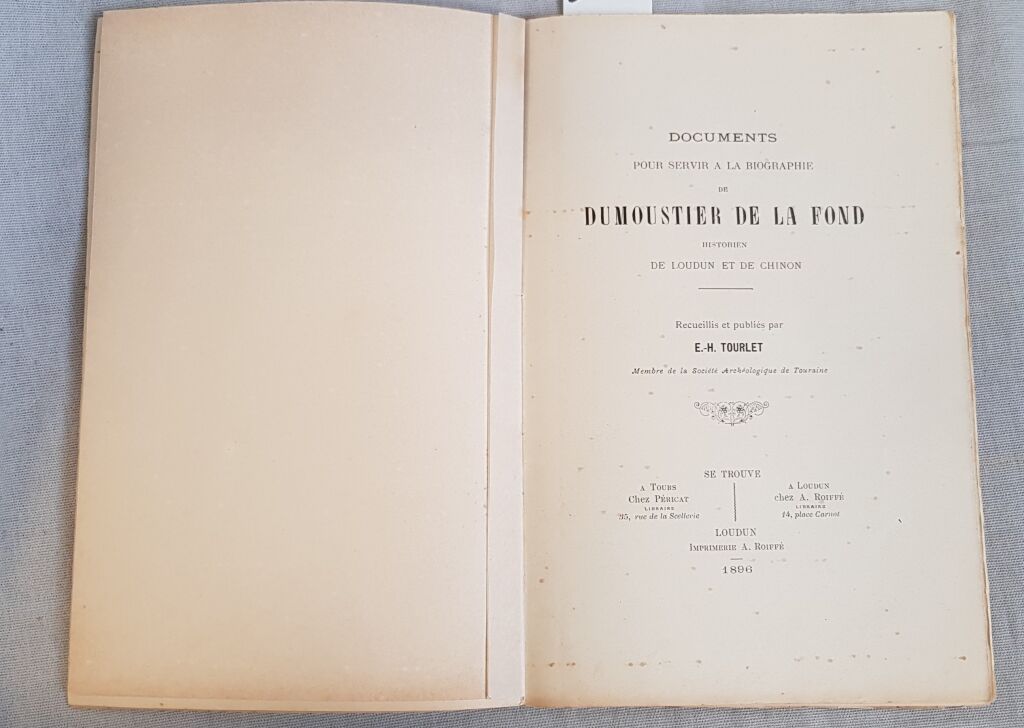 DOCUMENTS
POUR SERVIR A LA BIOGRAPHIE
DE
DUMOUSTIER DE LA FOND
HISTORIEN
DE LOUDUN ET DE CHINON
Recueillis et publiés par
E.-H. TOURLET
Membre de la Société Archéologique de Touraine
SE TROUVE
A TOURS
Chez PÉRICAT
LIBRAIRE
35, rue de la Scellerie
A LOUDUN
chez A. ROIFFÉ
LIBRAIRE
14, place Carnot
LOUDUN
IMPRIMERIE A. ROIFFÉ
1896